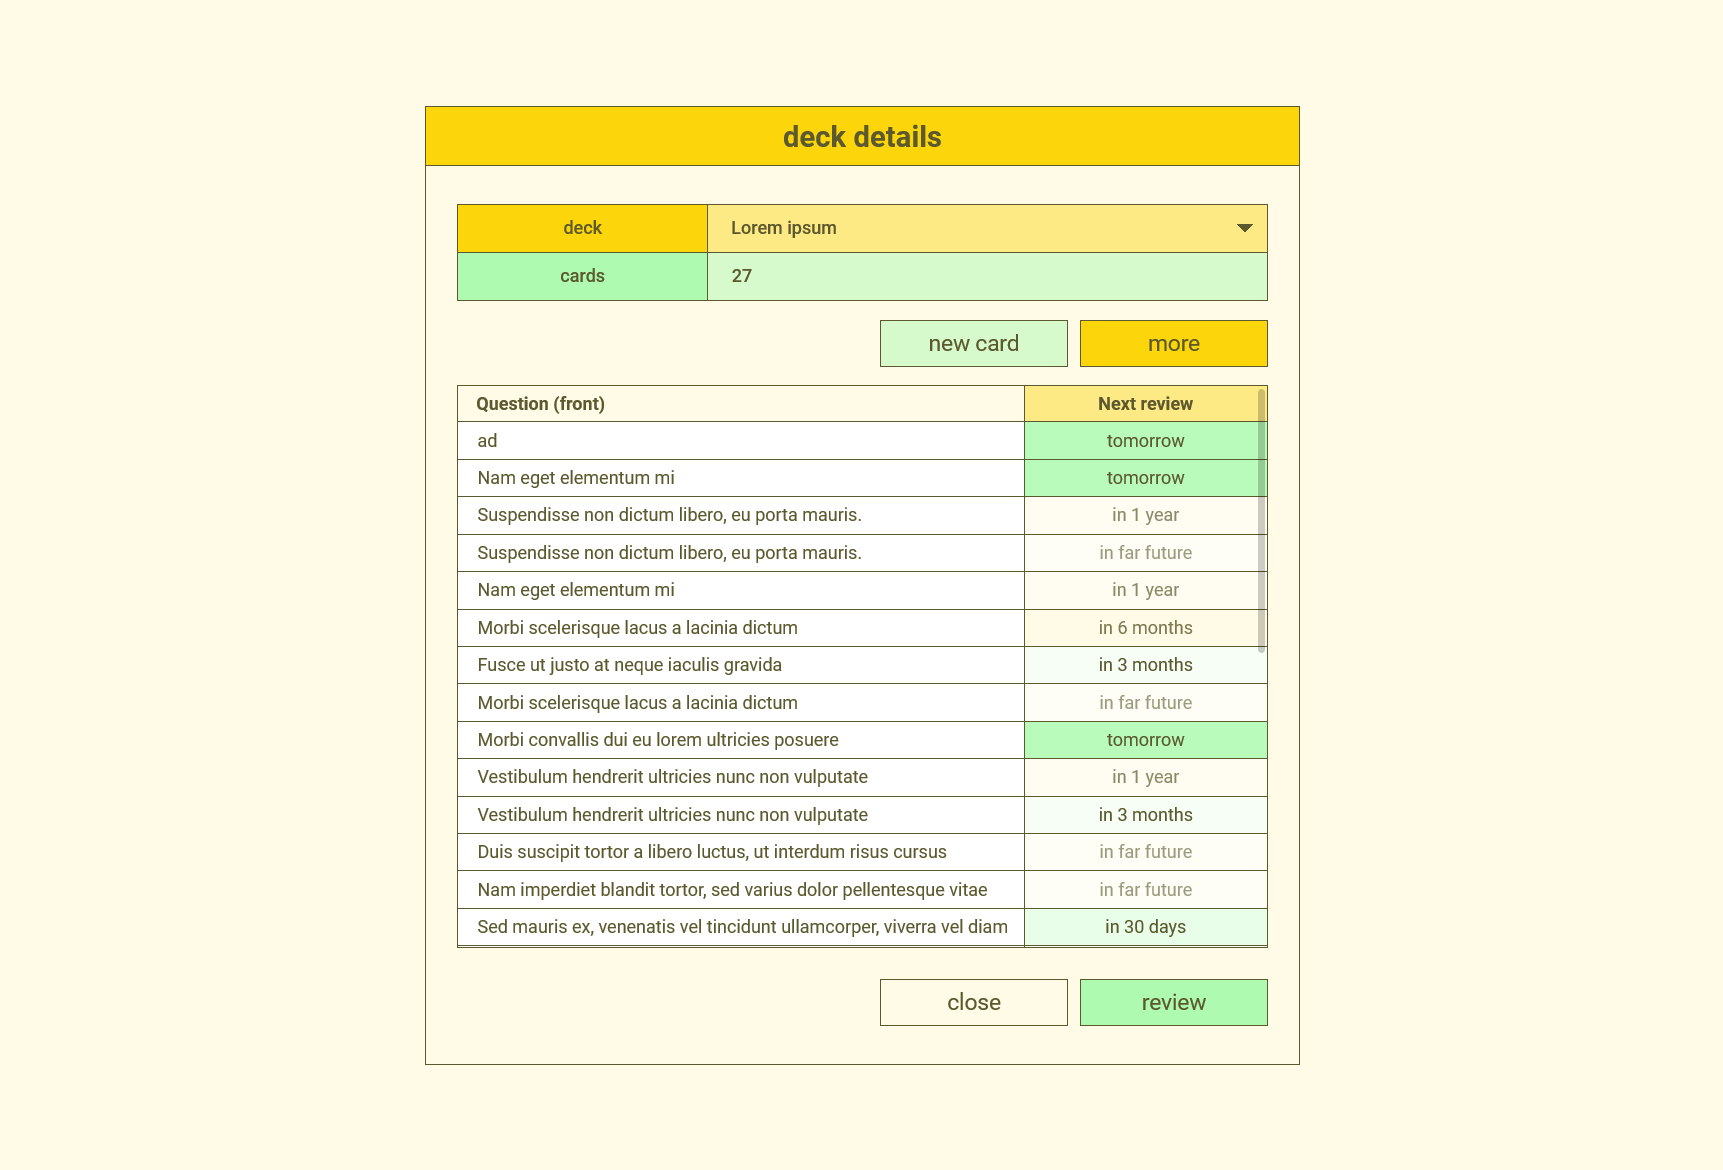 deck details
deck Lorem ipsum
cards 27
new card more
Question (front) Next review
ad tomorrow
Nam eget elementum mi tomorrow
Suspendisse non dictum libero, eu porta mauris. in 1 year
Suspendisse non dictum libero, eu porta mauris. in far future
Nam eget elementum mi in 1 year
Morbi scelerisque lacus a lacinia dictum in 6 months
Fusce ut justo at neque iaculis gravida in 3 months
Morbi scelerisque lacus a lacinia dictum in far future
Morbi convallis dui eu lorem ultricies posuere tomorrow
Vestibulum hendrerit ultricies nunc non vulputate in 1 year
Vestibulum hendrerit ultricies nunc non vulputate in 3 months
Duis suscipit tortor a libero luctus, ut interdum risus cursus in far future
Nam imperdiet blandit tortor, sed varius dolor pellentesque vitae in far future
Sed mauris ex, venenatis vel tincidunt ullamcorper, viverra vel diam in 30 days
close review